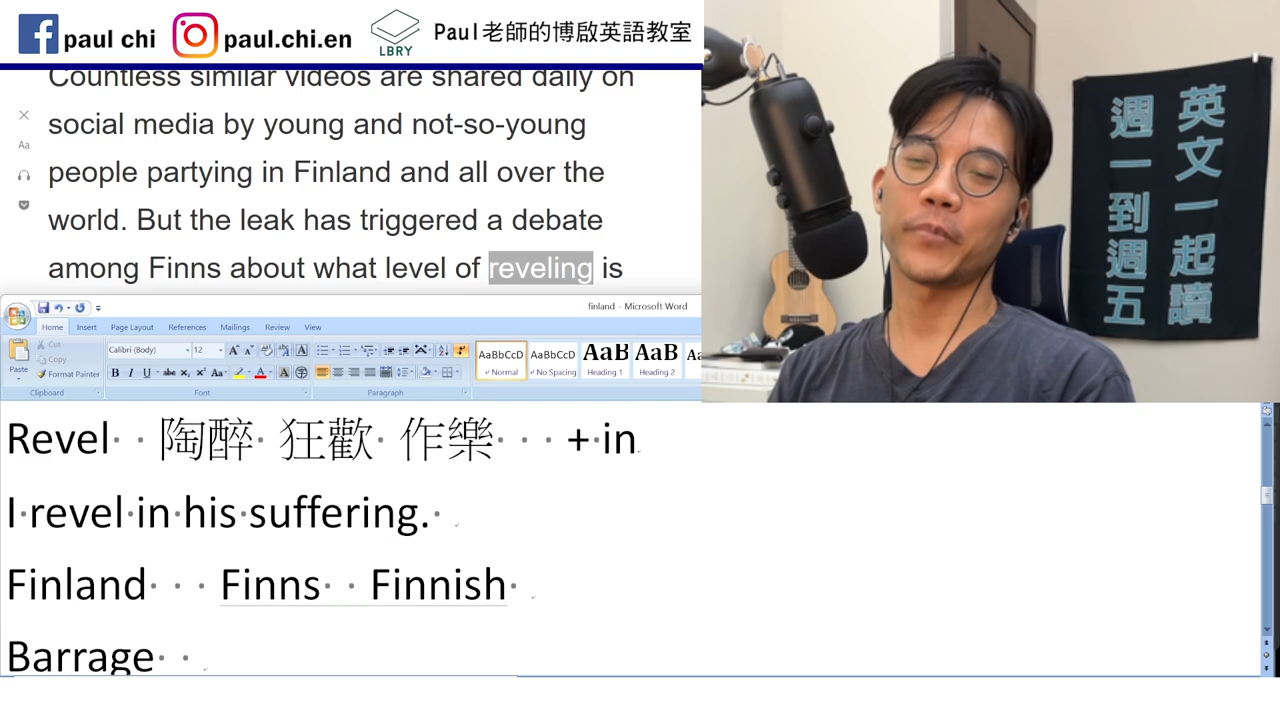 paul chi paul.chi.en LBRY Paul老師的博啟英語教室
Countless similar videos are shared daily on
social media by young and not-so-young
people partying in Finland and all over the
world. But the leak has triggered a debate
among Finns about what level of reveling is
Aa
finland - Microsoft Word
Home Insert Page Layout References Mailings Review View
Paste
Cut
Copy
Format Painter
Clipboard
Calibri (Body) 12
Font
Paragraph
AaBbCcD AaBbCcD AaBb AaB
Normal No Spacing Heading 1 Heading 2
Revel 陶醉 狂歡 作樂 + in
I revel in his suffering.
Finland Finns Finnish
Barrage
英文一起讀
週一到週五